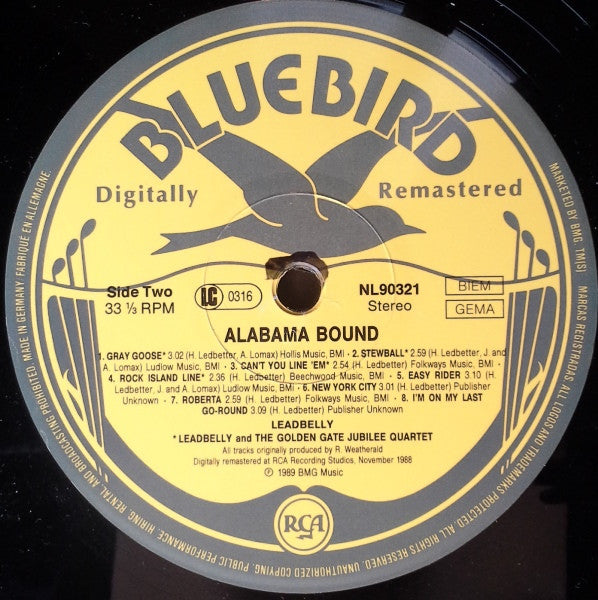 BLUEBIRD
Digitally Remastered
Side Two
33 ⅓ RPM
LC 0316
NL90321
Stereo
BIEM
GEMA
ALABAMA BOUND
1. GRAY GOOSE* 3.02 (H. Ledbetter, A. Lomax) Hollis Music, BMI - 2. STEWBALL* 2.59 (H. Ledbetter, J. and
A. Lomax) Ludlow Music, BMI - 3. CAN'T YOU LINE 'EM* 2.54 (H. Ledbetter) Folkways Music, BMI -
4. ROCK ISLAND LINE* 2.36 (H. Ledbetter) Beechwood Music, BMI - 5. EASY RIDER 3.10
(H. Ledbetter, J. and A. Lomax) Ludlow Music, BMI - 6. NEW YORK CITY 3.01 (H. Ledbetter) Publisher
Unknown - 7. ROBERTA 2.59 (H. Ledbetter) Folkways Music, BMI - 8. I'M ON MY LAST
GO-ROUND 3.09 (H. Ledbetter) Publisher Unknown
LEADBELLY
*LEADBELLY and THE GOLDEN GATE JUBILEE QUARTET
All tracks originally produced by R. Weatherald
Digitally remastered at RCA Recording Studios, November 1988
℗ 1989 BMG Music
RCA
MARKETED BY BMG. TM(S) MARCAS REGISTRADAS. ALL LOGOS AND TRADEMARKS PROTECTED. ALL RIGHTS RESERVED. UNAUTHORIZED COPYING. PUBLIC PERFORMANCE. HIRING. RENTAL AND BROADCASTING PROHIBITED. MADE IN GERMANY. FABRIQUE EN ALLEMAGNE.